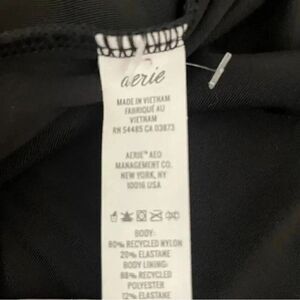 aerie
MADE IN VIETNAM
FABRIQUÉ AU
VIETNAM
RN 54485 CA 03873
AERIE™ AEO
MANAGEMENT CO.
NEW YORK, NY
10016 USA
BODY:
80% RECYCLED NYLON
20% ELASTANE
BODY LINING:
88% RECYCLED
POLYESTER
12% ELASTANE